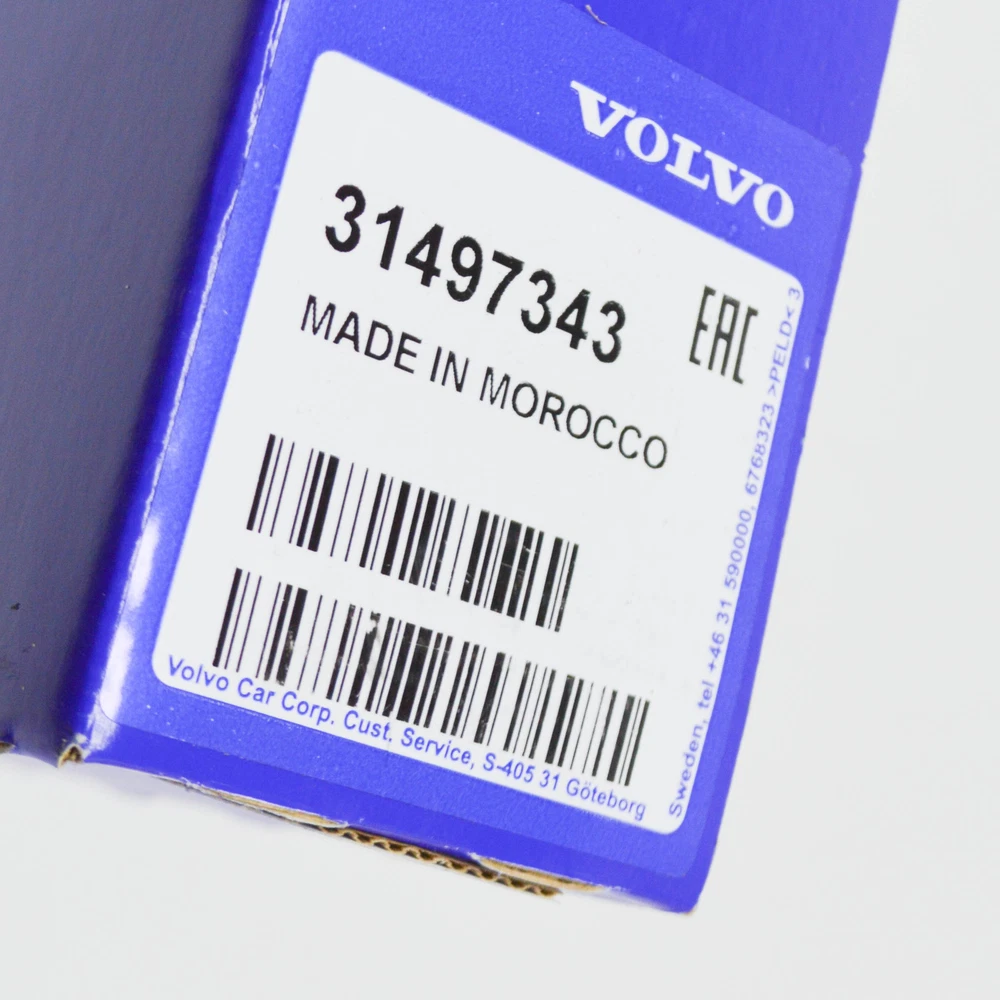 VOLVO
31497343
EAC
MADE IN MOROCCO
Volvo Car Corp. Cust. Service, S-405 31 Göteborg
Sweden, tel +46 31 590000, 6768323 >PELD< 3